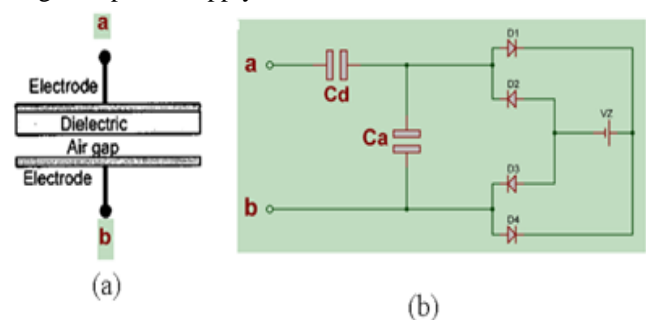 a
Electrode
Dielectric
Air gap
Electrode
b
(a)
a
Cd
Ca
b
D1
D2
VZ
D3
D4
(b)